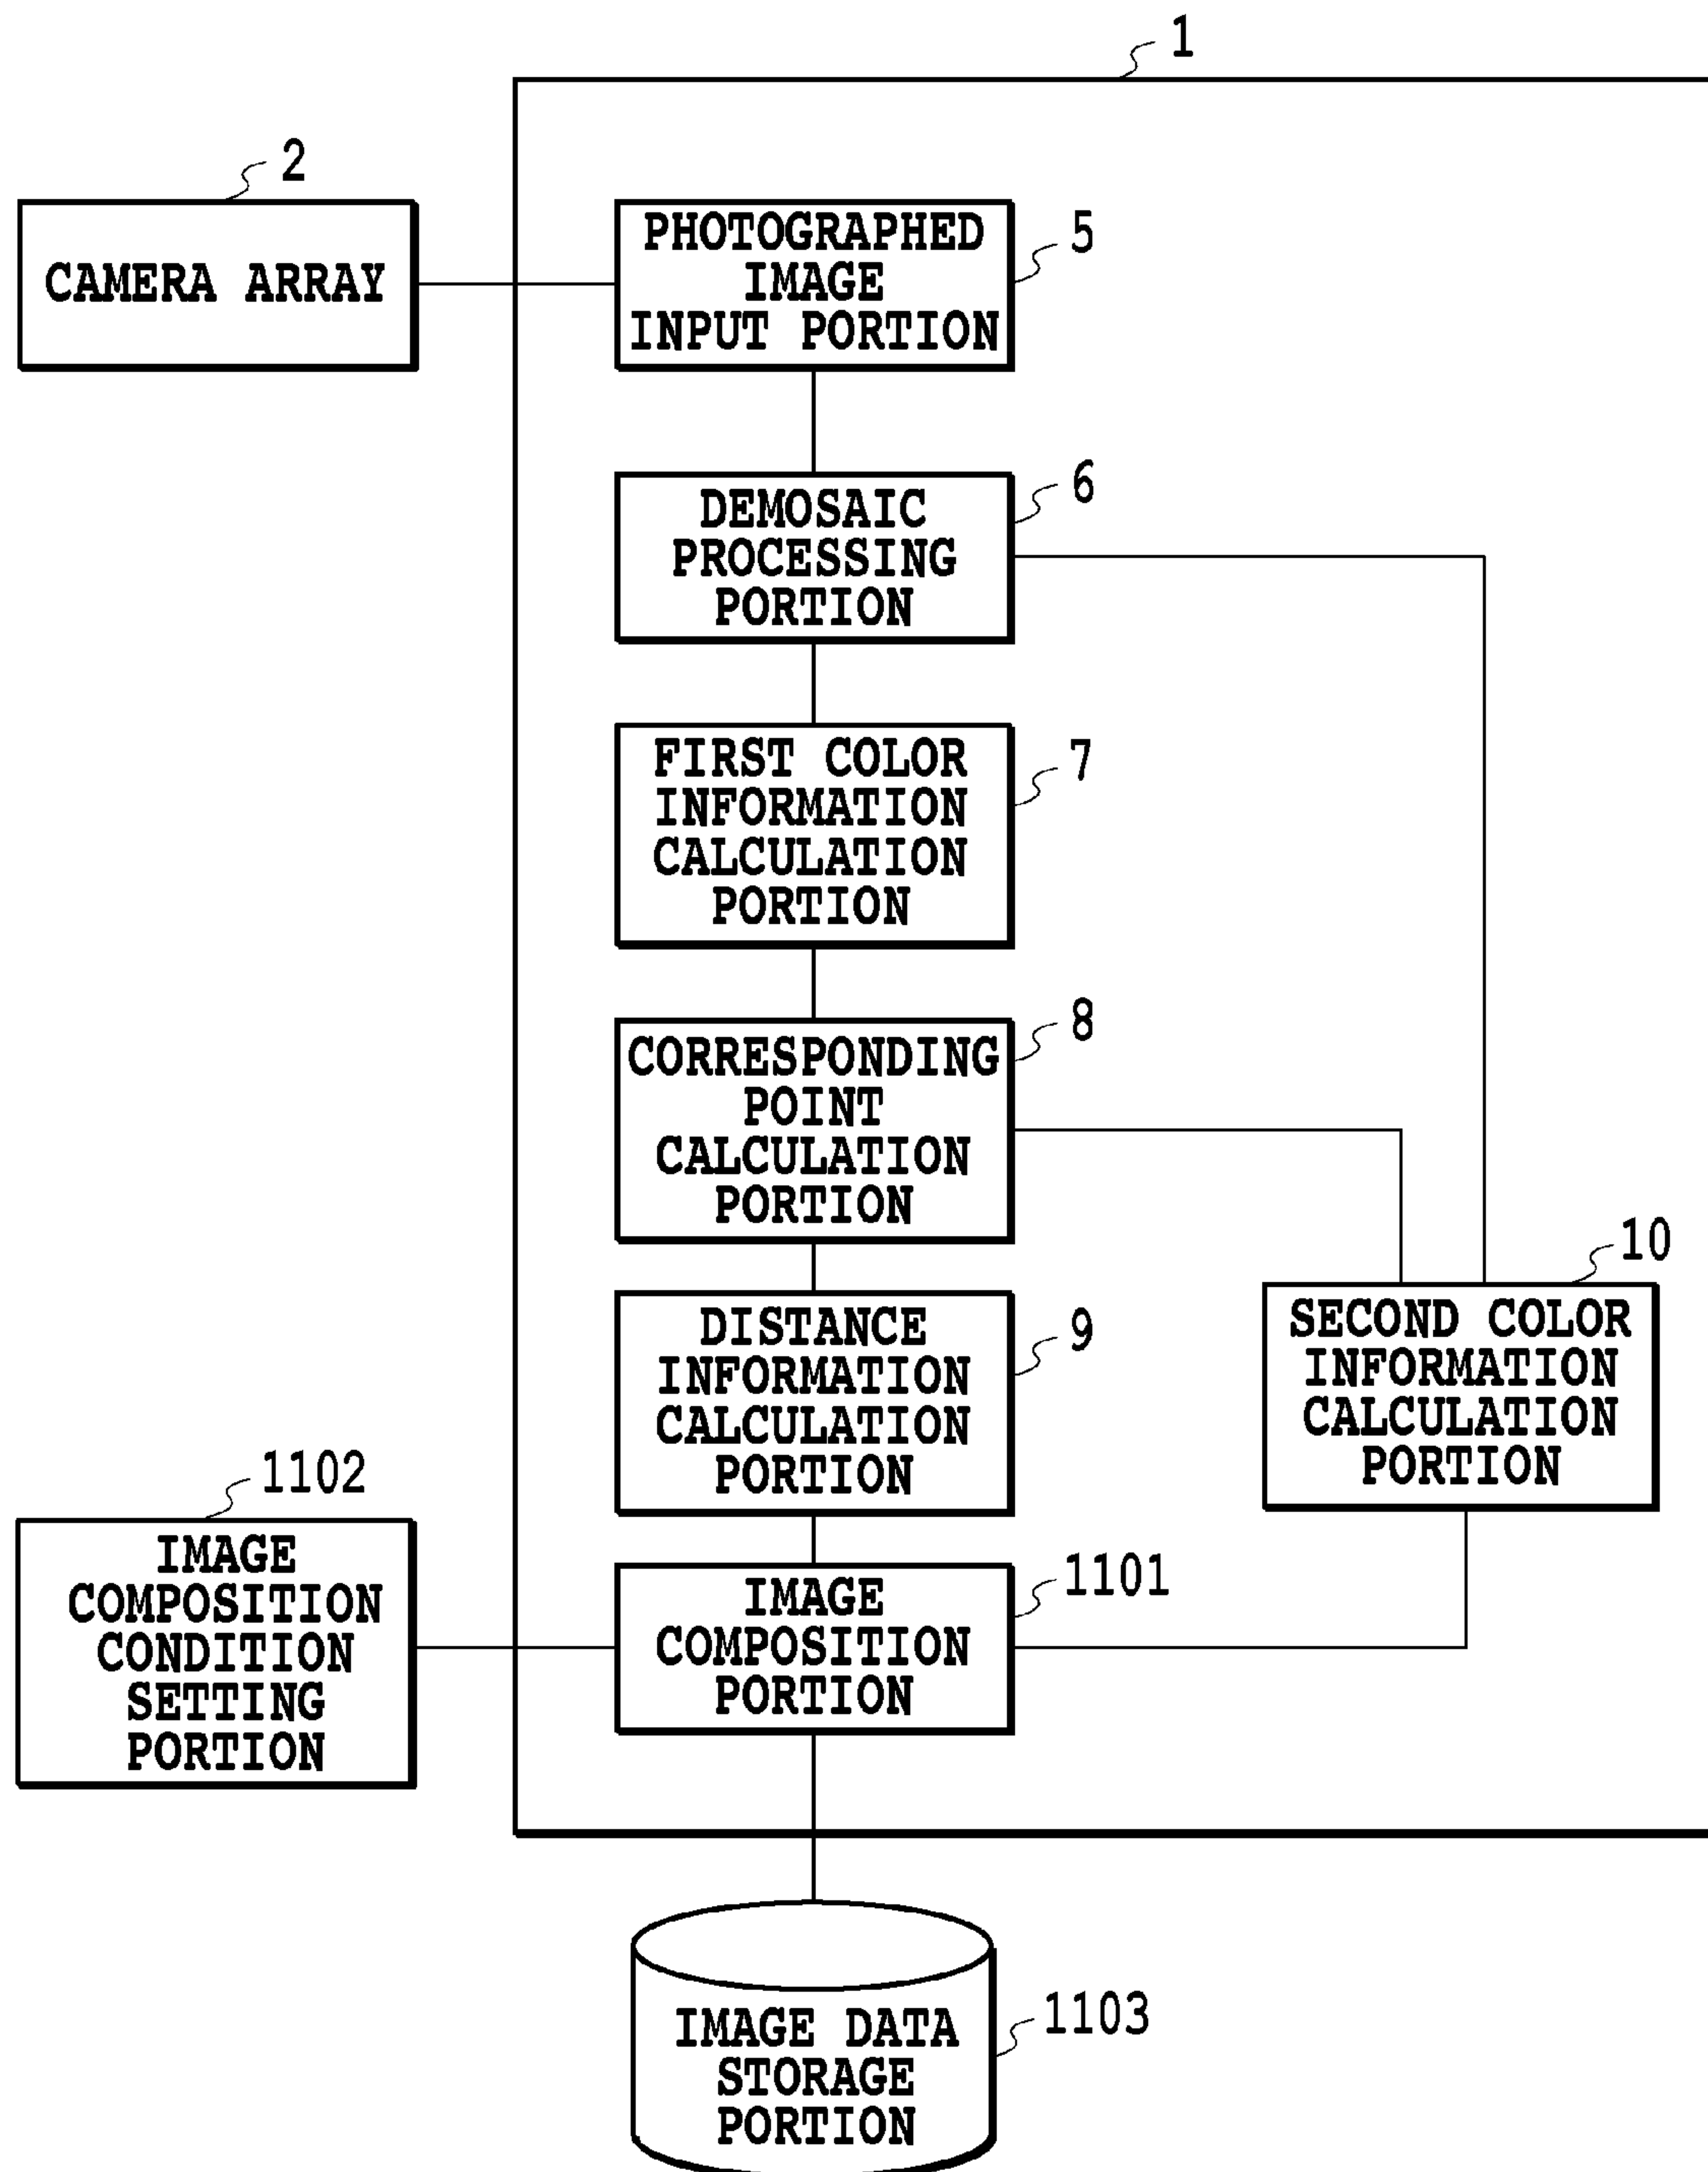 1
2
CAMERA ARRAY
PHOTOGRAPHED
IMAGE
INPUT PORTION
5
DEMOSAIC
PROCESSING
PORTION
6
FIRST COLOR
INFORMATION
CALCULATION
PORTION
7
CORRESPONDING
POINT
CALCULATION
PORTION
8
DISTANCE
INFORMATION
CALCULATION
PORTION
9
SECOND COLOR
INFORMATION
CALCULATION
PORTION
10
1102
IMAGE
COMPOSITION
CONDITION
SETTING
PORTION
IMAGE
COMPOSITION
PORTION
1101
IMAGE DATA
STORAGE
PORTION
1103